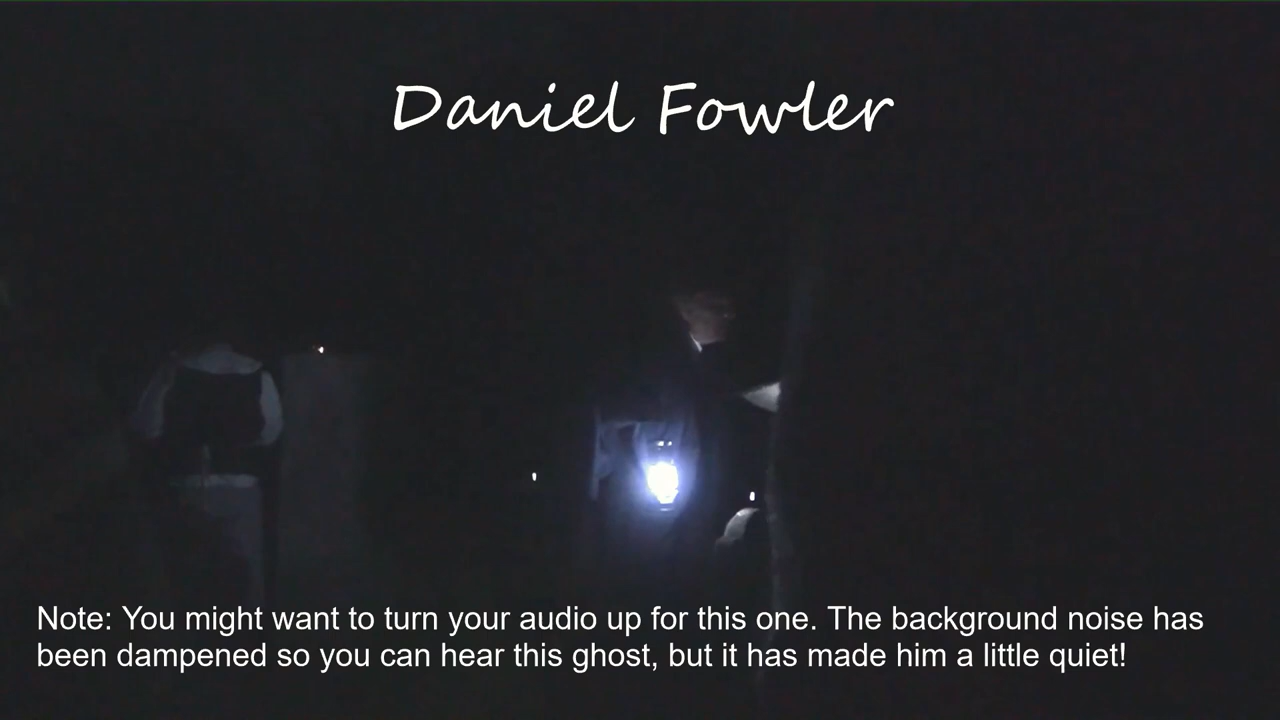 Daniel Fowler
Note: You might want to turn your audio up for this one. The background noise has
been dampened so you can hear this ghost, but it has made him a little quiet!